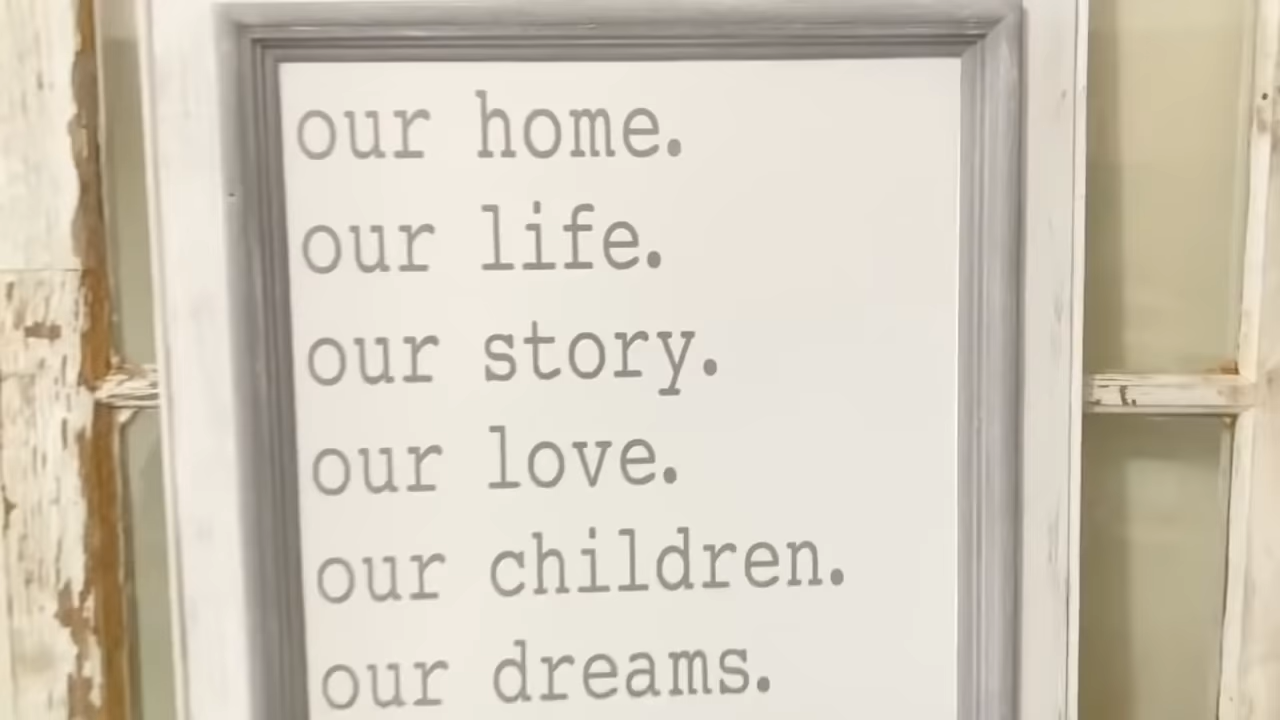 our home.
our life.
our story.
our love.
our children.
our dreams.